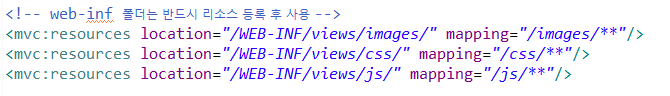 <!-- web-inf 폴더는 반드시 리소스 등록 후 사용 -->
<mvc:resources location="/WEB-INF/views/images/" mapping="/images/**"/>
<mvc:resources location="/WEB-INF/views/css/" mapping="/css/**"/>
<mvc:resources location="/WEB-INF/views/js/" mapping="/js/**"/>